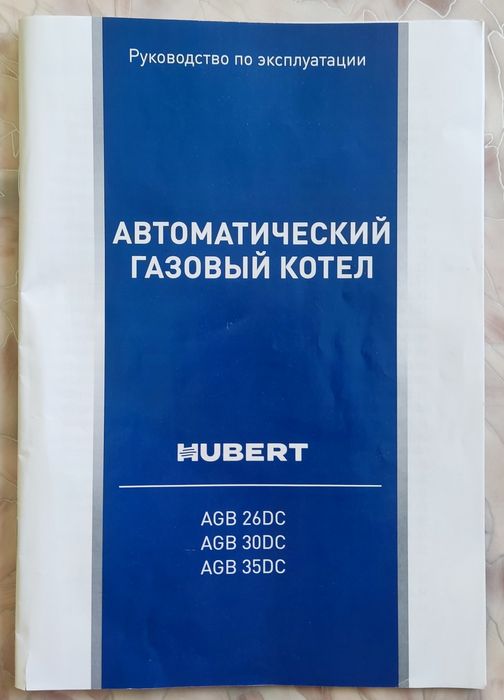 Руководство по эксплуатации
АВТОМАТИЧЕСКИЙ
ГАЗОВЫЙ КОТЕЛ
HUBERT
AGB 26DC
AGB 30DC
AGB 35DC